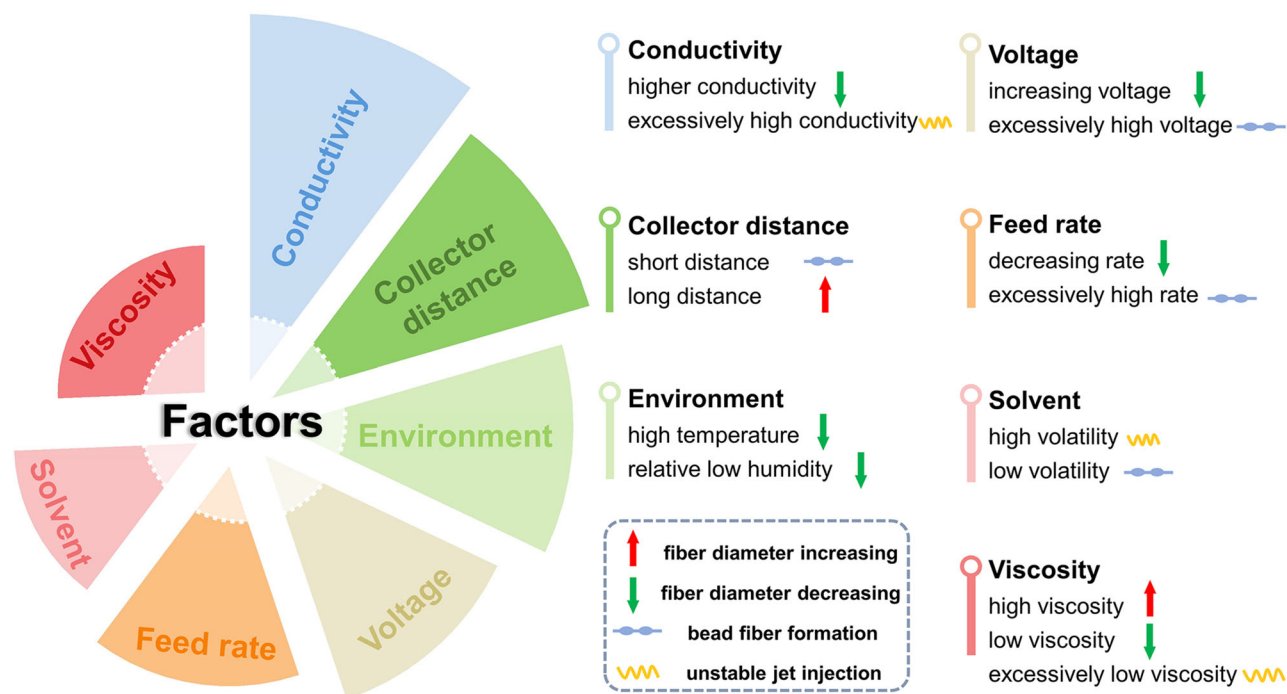 Conductivity
Collector
distance
Environment
Voltage
Feed rate
Solvent
Viscosity
Factors
Conductivity
higher conductivity
excessively high conductivity
Collector distance
short distance
long distance
Environment
high temperature
relative low humidity
fiber diameter increasing
fiber diameter decreasing
bead fiber formation
unstable jet injection
Voltage
increasing voltage
excessively high voltage
Feed rate
decreasing rate
excessively high rate
Solvent
high volatility
low volatility
Viscosity
high viscosity
low viscosity
excessively low viscosity